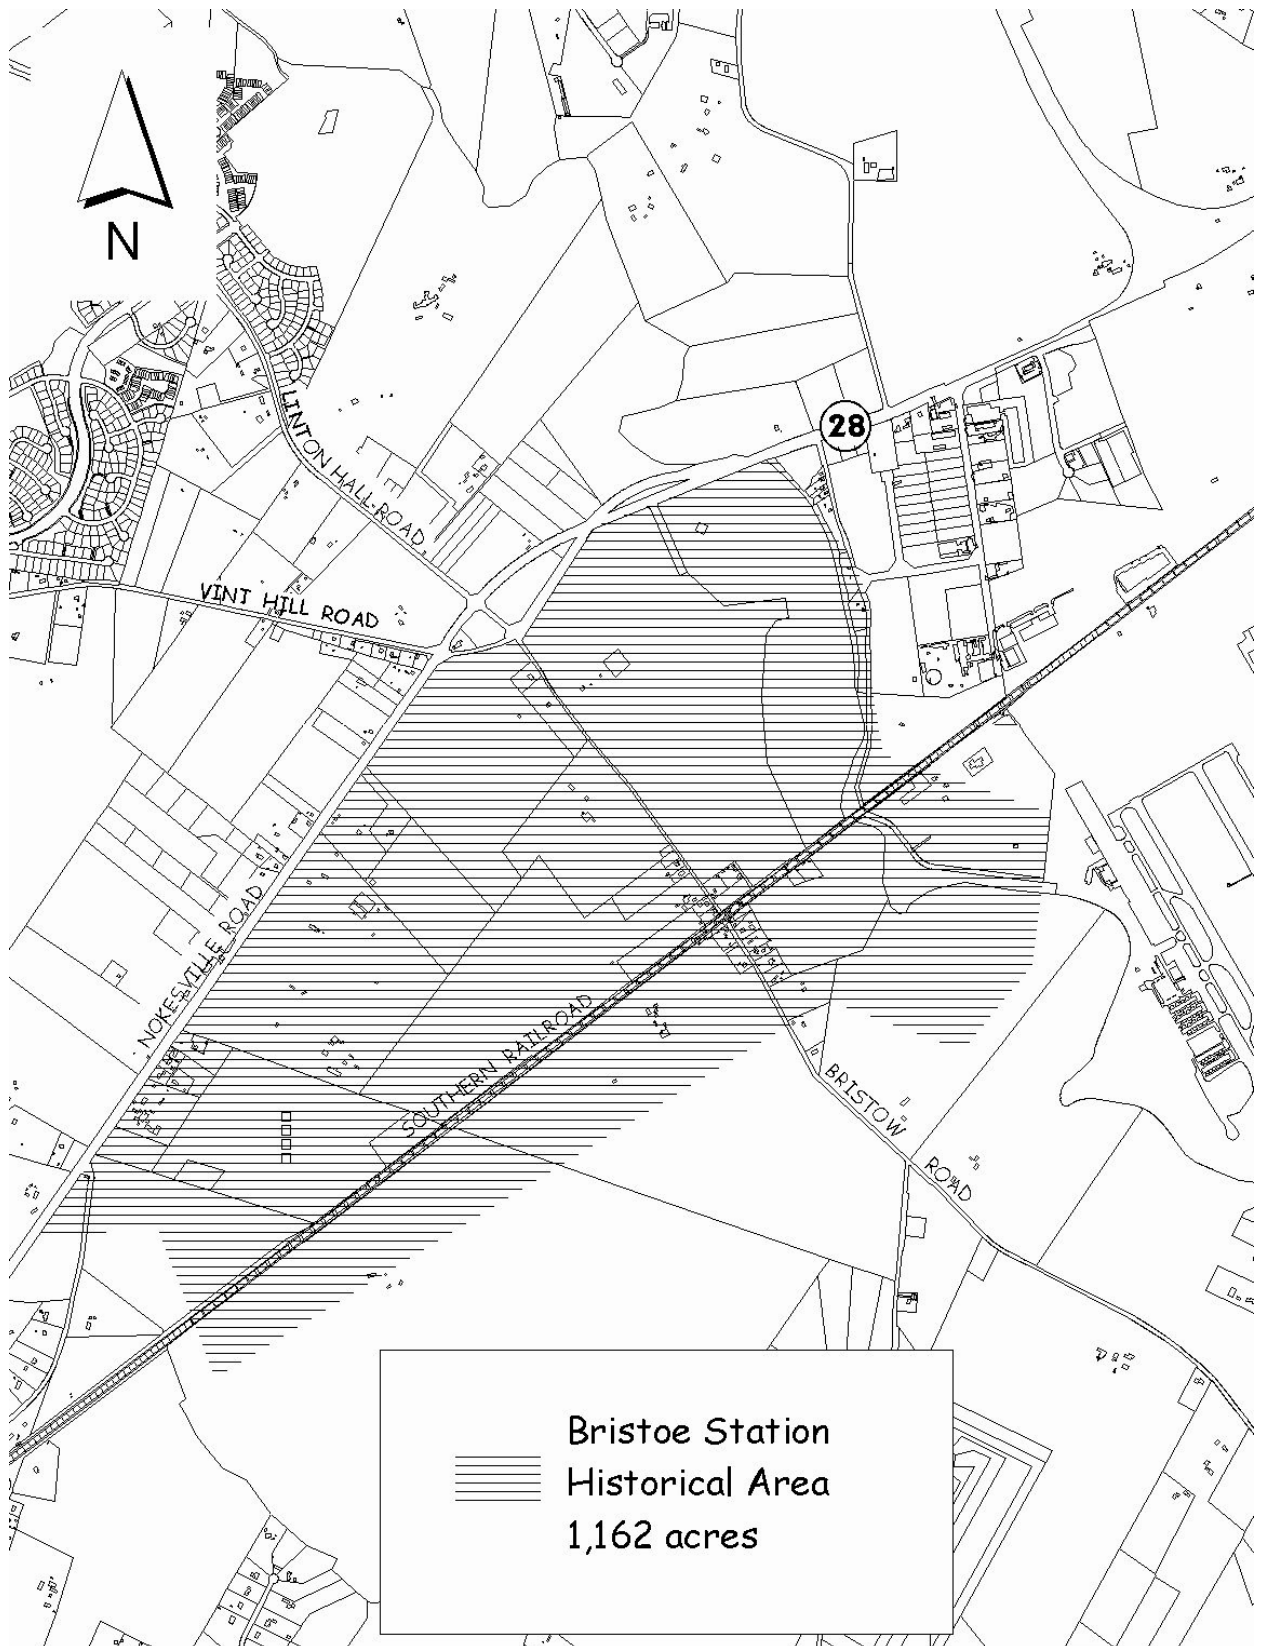 N
LINTON HALL ROAD
28
VINT HILL ROAD
NOKESVILLE ROAD
SOUTHERN RAILROAD
BRISTOW ROAD
Bristoe Station
Historical Area
1,162 acres